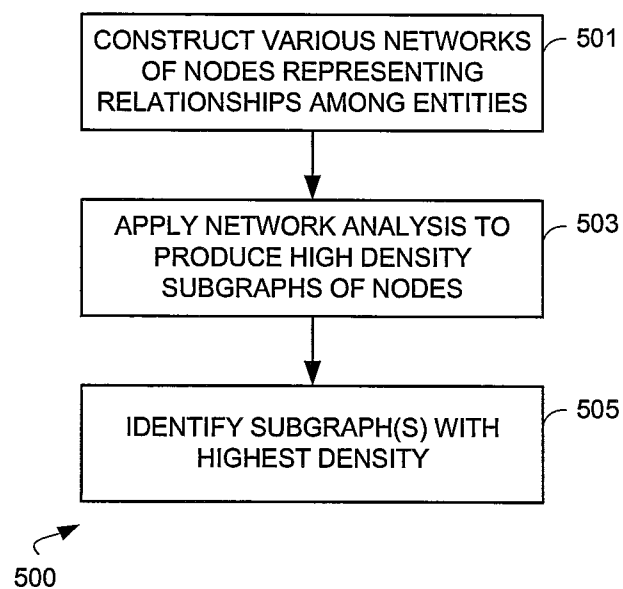 CONSTRUCT VARIOUS NETWORKS
OF NODES REPRESENTING
RELATIONSHIPS AMONG ENTITIES
501
APPLY NETWORK ANALYSIS TO
PRODUCE HIGH DENSITY
SUBGRAPHS OF NODES
503
IDENTIFY SUBGRAPH(S) WITH
HIGHEST DENSITY
505
500